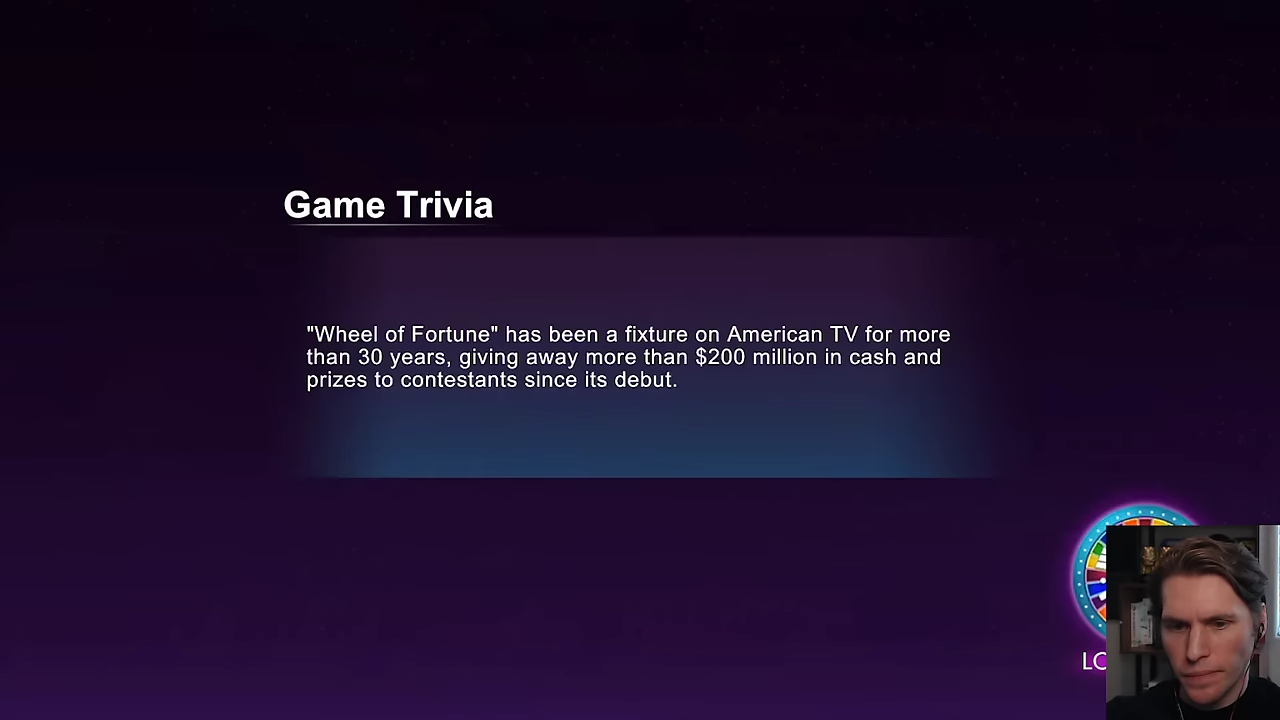 Game Trivia
"Wheel of Fortune" has been a fixture on American TV for more
than 30 years, giving away more than $200 million in cash and
prizes to contestants since its debut.